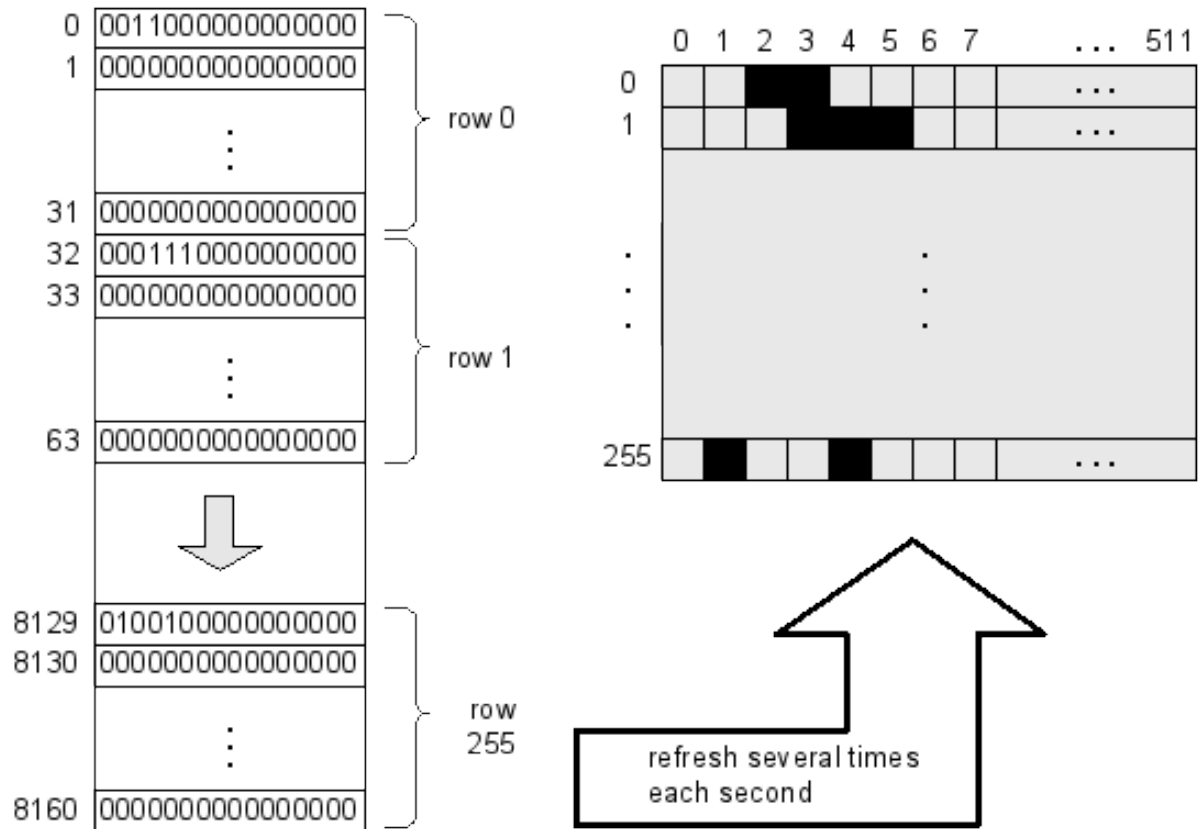 0 0011000000000000
1 0000000000000000
row 0
31 0000000000000000
32 0001110000000000
33 0000000000000000
row 1
63 0000000000000000
8129 0100100000000000
8130 0000000000000000
row
255
8160 0000000000000000
0 1 2 3 4 5 6 7 ... 511
0 ...
1 ...
255 ...
refresh several times
each second